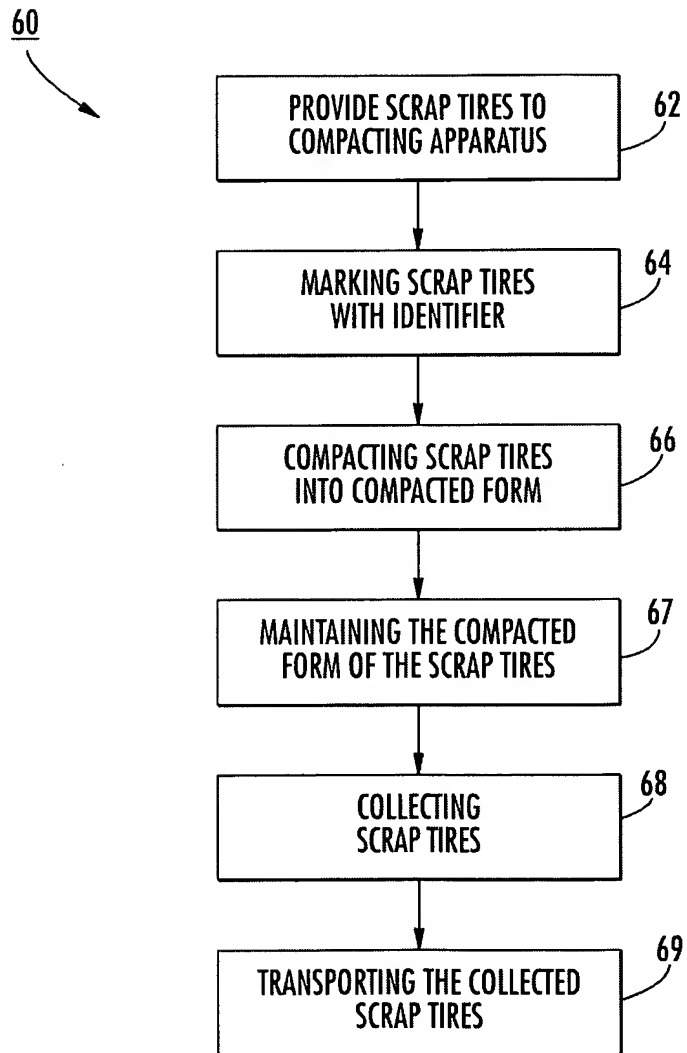 60
PROVIDE SCRAP TIRES TO
COMPACTING APPARATUS
62
MARKING SCRAP TIRES
WITH IDENTIFIER
64
COMPACTING SCRAP TIRES
INTO COMPACTED FORM
66
MAINTAINING THE COMPACTED
FORM OF THE SCRAP TIRES
67
COLLECTING
SCRAP TIRES
68
TRANSPORTING THE COLLECTED
SCRAP TIRES
69